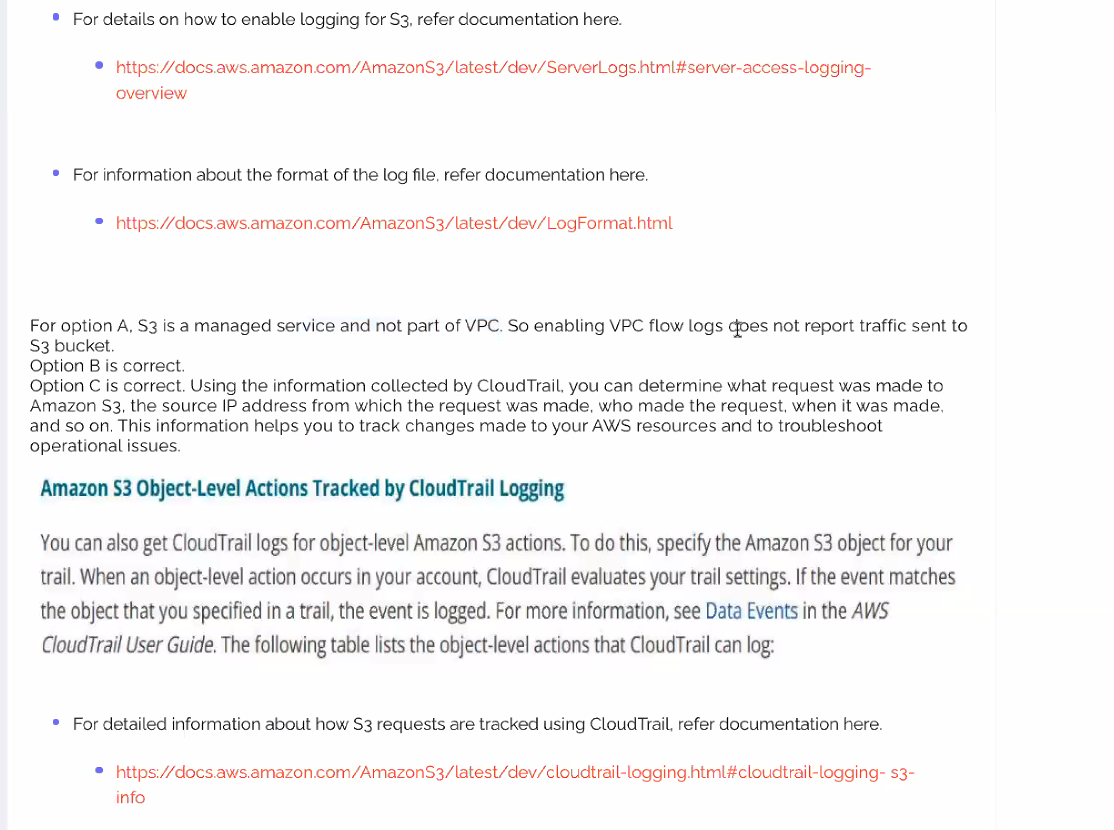 For details on how to enable logging for S3, refer documentation here.
https://docs.aws.amazon.com/AmazonS3/latest/dev/ServerLogs.html#server-access-logging-
overview
For information about the format of the log file, refer documentation here.
https://docs.aws.amazon.com/AmazonS3/latest/dev/LogFormat.html
For option A, S3 is a managed service and not part of VPC. So enabling VPC flow logs does not report traffic sent to
S3 bucket.
Option B is correct.
Option C is correct. Using the information collected by CloudTrail, you can determine what request was made to
Amazon S3, the source IP address from which the request was made, who made the request, when it was made,
and so on. This information helps you to track changes made to your AWS resources and to troubleshoot
operational issues.
Amazon S3 Object-Level Actions Tracked by CloudTrail Logging
You can also get CloudTrail logs for object-level Amazon S3 actions. To do this, specify the Amazon S3 object for your
trail. When an object-level action occurs in your account, CloudTrail evaluates your trail settings. If the event matches
the object that you specified in a trail, the event is logged. For more information, see Data Events in the AWS
CloudTrail User Guide. The following table lists the object-level actions that CloudTrail can log:
For detailed information about how S3 requests are tracked using CloudTrail, refer documentation here.
https://docs.aws.amazon.com/AmazonS3/latest/dev/cloudtrail-logging.html#cloudtrail-logging- s3-
info